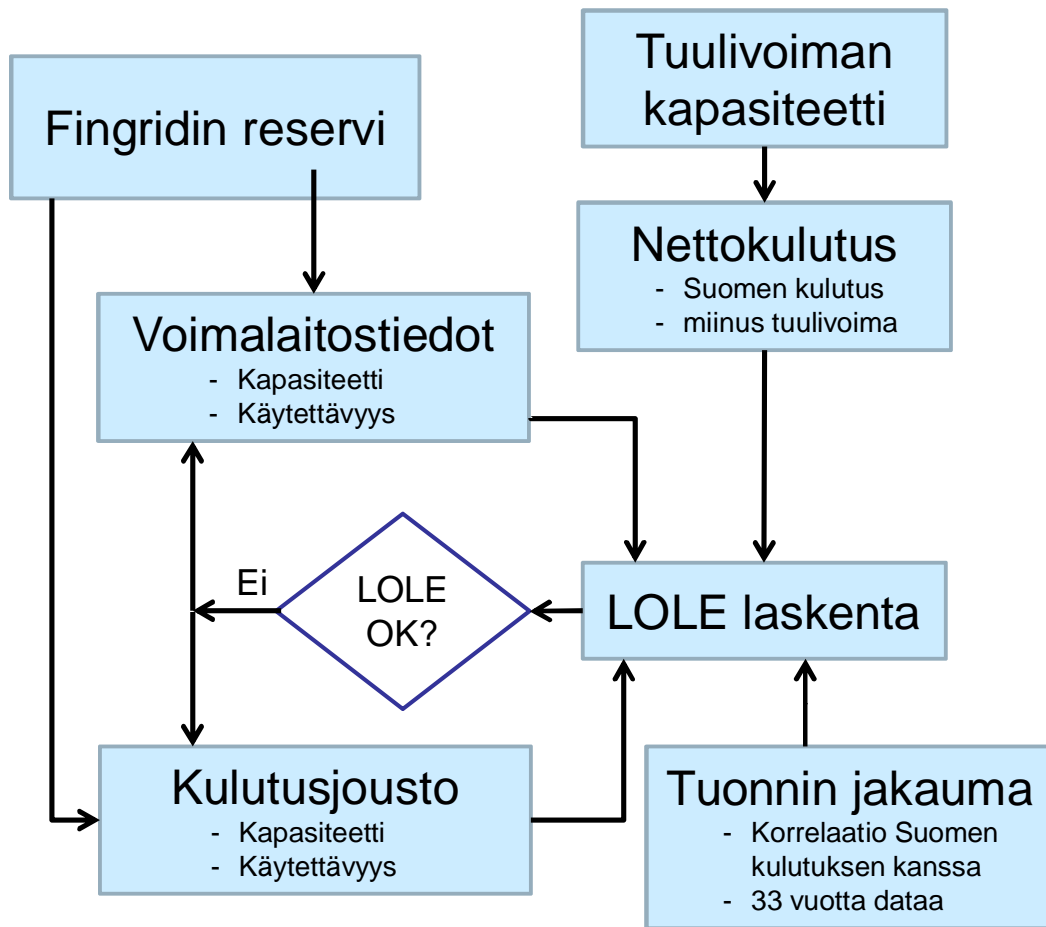 Fingridin reservi
Tuulivoiman
kapasiteetti
Nettokulutus
- Suomen kulutus
- miinus tuulivoima
Voimalaitostiedot
- Kapasiteetti
- Käytettävyys
Ei
LOLE
OK?
LOLE laskenta
Kulutusjousto
- Kapasiteetti
- Käytettävyys
Tuonnin jakauma
- Korrelaatio Suomen
kulutuksen kanssa
- 33 vuotta dataa